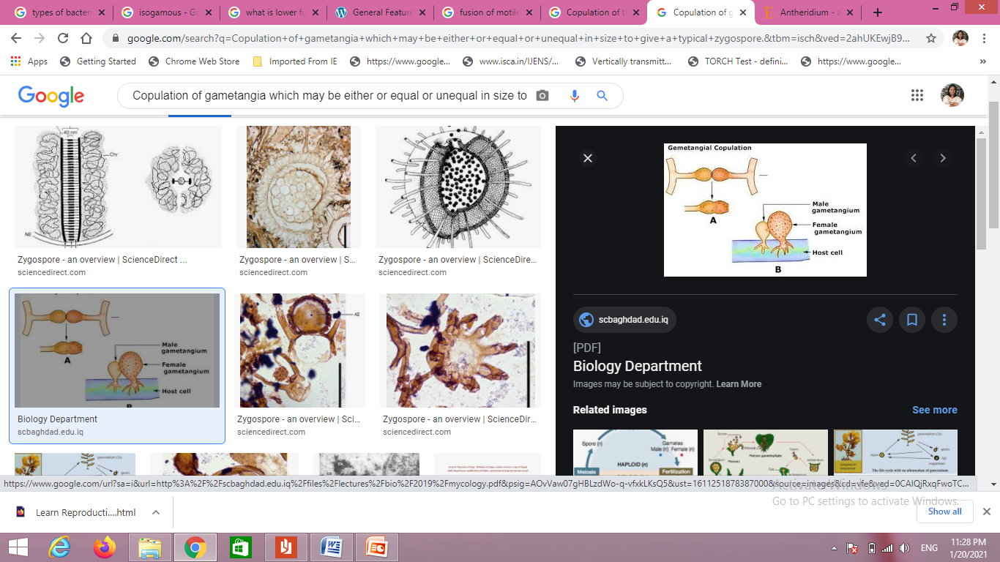 types of bacter
isogamous - Go
what is lower fu
General Feature
fusion of motile
Copulation of t
Copulation of g
Antheridium - a
google.com/search?q=Copulation+of+gametangia+which+may+be+either+or+equal+or+unequal+in+size+to+give+a+typical+zygospore.&tbm=isch&ved=2ahUKEwjB9...
Apps
Getting Started
Chrome Web Store
Imported From IE
https://www.google...
www.isca.in/IJENS/...
Vertically transmitt...
TORCH Test - defini...
https://www.google...
»
Google
Copulation of gametangia which may be either or equal or unequal in size to
40 nm
Chr
NE
Zygospore - an overview | ScienceDirect ...
sciencedirect.com
Zygospore - an overview | S...
sciencedirect.com
Zygospore - an overview | ScienceDire...
sciencedirect.com
A
Male
gametangium
Female
gametangium
Host cell
B
Biology Department
scbaghdad.edu.iq
AZ
Zygospore - an overview | Sci...
sciencedirect.com
Zygospore - an overview | ScienceDir...
sciencedirect.com
Gemetangial Copulation
A
Male
gametangium
Female
gametangium
Host cell
B
scbaghdad.edu.iq
[PDF]
Biology Department
Images may be subject to copyright. Learn More
Related images
See more
Spore (n)
Gametes
Male (n)
Female (n)
HAPLOID (n)
Meiosis
Fertilization
The life cycle with no alternation of generations
https://www.google.com/url?sa=i&url=http%3A%2F%2Fscbaghdad.edu.iq%2Ffiles%2Flectures%2Fbio%2F2019%2Fmycology.pdf&psig=AOvVaw07gHBLzdWo-q-vfxkLKsQ5&ust=1611251878387000&source=images&cd=vfe&ved=0CAIQjRxqFwoTC...
Activate Windows
Go to PC settings to activate Windows.
Learn Reproducti....html
Show all
ENG
11:28 PM
1/20/2021